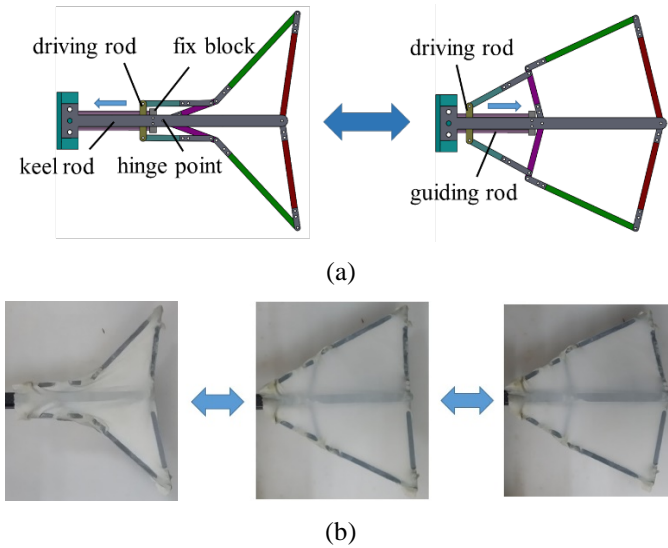 driving rod
fix block
driving rod
keel rod
hinge point
guiding rod
(a)
(b)